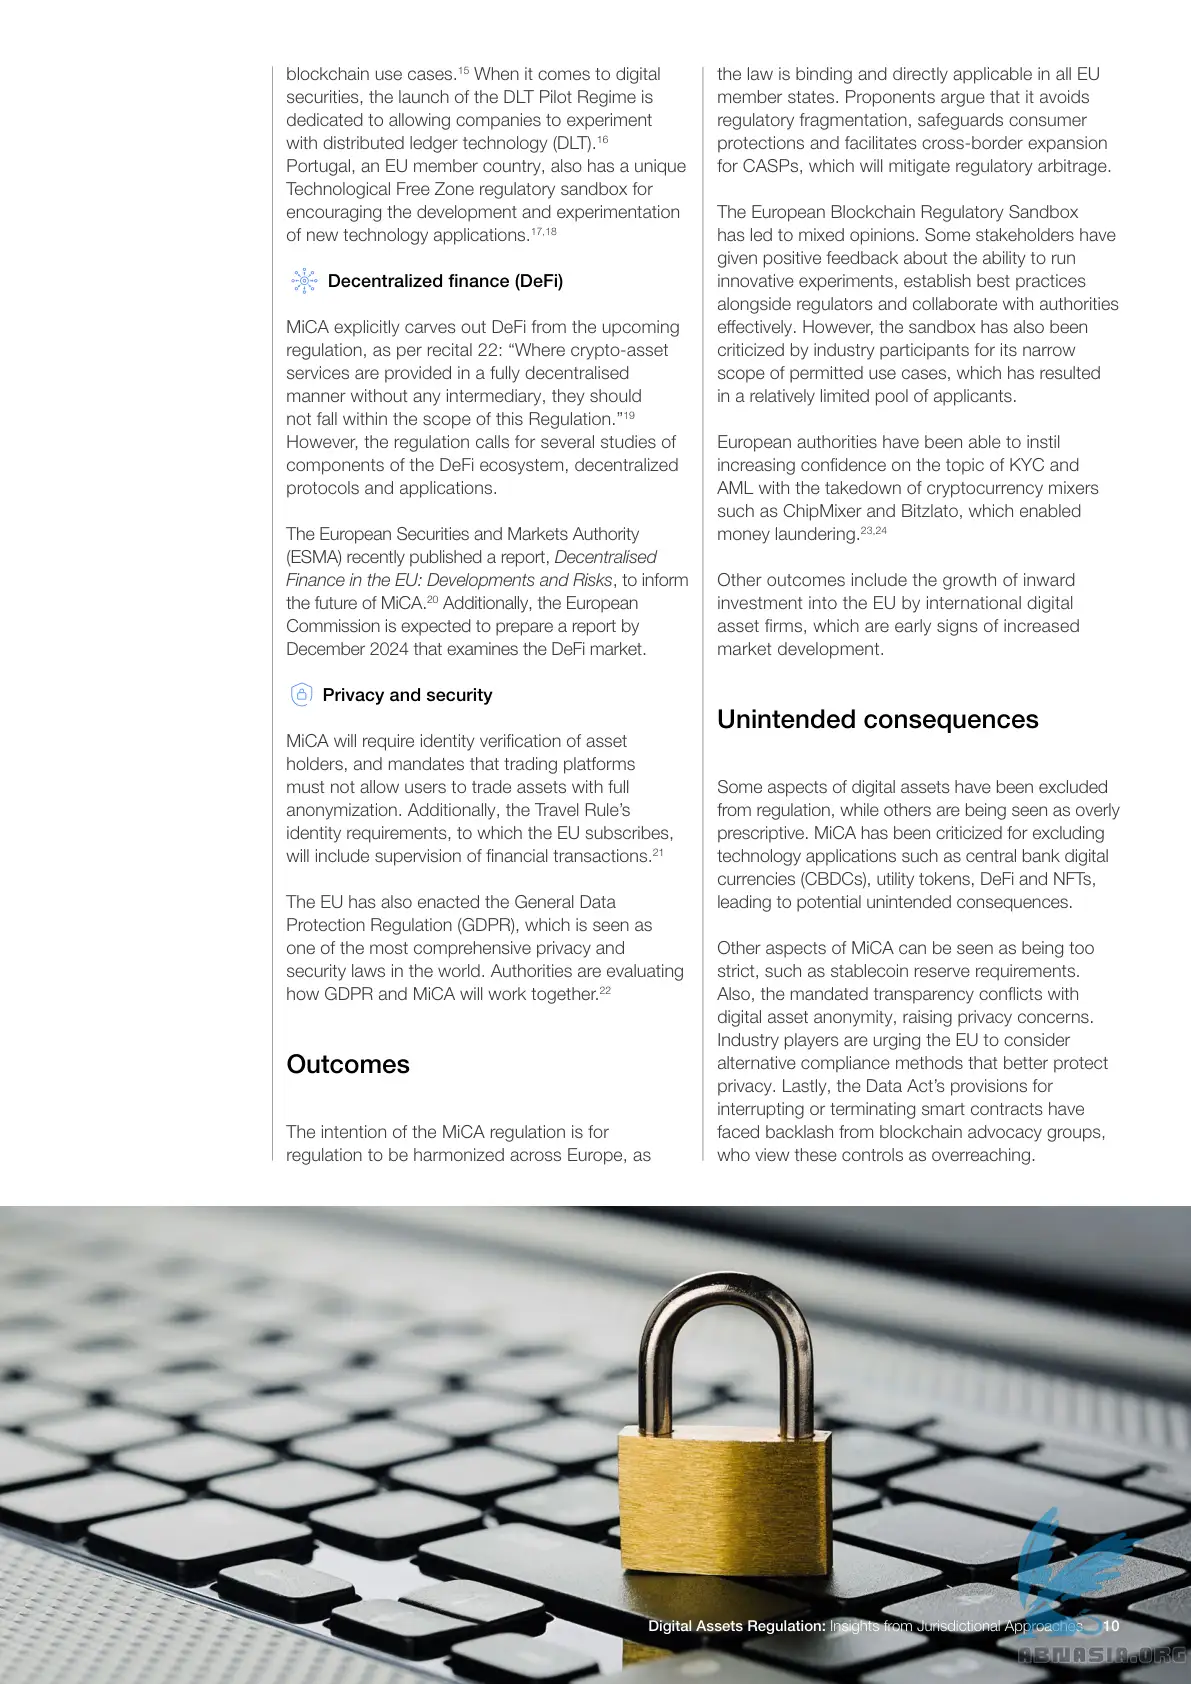 blockchain use cases.15 When it comes to digital
securities, the launch of the DLT Pilot Regime is
dedicated to allowing companies to experiment
with distributed ledger technology (DLT).16
Portugal, an EU member country, also has a unique
Technological Free Zone regulatory sandbox for
encouraging the development and experimentation
of new technology applications.17,18
Decentralized finance (DeFi)
MiCA explicitly carves out DeFi from the upcoming
regulation, as per recital 22: “Where crypto-asset
services are provided in a fully decentralised
manner without any intermediary, they should
not fall within the scope of this Regulation.”19
However, the regulation calls for several studies of
components of the DeFi ecosystem, decentralized
protocols and applications.
The European Securities and Markets Authority
(ESMA) recently published a report, Decentralised
Finance in the EU: Developments and Risks, to inform
the future of MiCA.20 Additionally, the European
Commission is expected to prepare a report by
December 2024 that examines the DeFi market.
Privacy and security
MiCA will require identity verification of asset
holders, and mandates that trading platforms
must not allow users to trade assets with full
anonymization. Additionally, the Travel Rule’s
identity requirements, to which the EU subscribes,
will include supervision of financial transactions.21
The EU has also enacted the General Data
Protection Regulation (GDPR), which is seen as
one of the most comprehensive privacy and
security laws in the world. Authorities are evaluating
how GDPR and MiCA will work together.22
Outcomes
The intention of the MiCA regulation is for
regulation to be harmonized across Europe, as
the law is binding and directly applicable in all EU
member states. Proponents argue that it avoids
regulatory fragmentation, safeguards consumer
protections and facilitates cross-border expansion
for CASPs, which will mitigate regulatory arbitrage.
The European Blockchain Regulatory Sandbox
has led to mixed opinions. Some stakeholders have
given positive feedback about the ability to run
innovative experiments, establish best practices
alongside regulators and collaborate with authorities
effectively. However, the sandbox has also been
criticized by industry participants for its narrow
scope of permitted use cases, which has resulted
in a relatively limited pool of applicants.
European authorities have been able to instil
increasing confidence on the topic of KYC and
AML with the takedown of cryptocurrency mixers
such as ChipMixer and Bitzlato, which enabled
money laundering.23,24
Other outcomes include the growth of inward
investment into the EU by international digital
asset firms, which are early signs of increased
market development.
Unintended consequences
Some aspects of digital assets have been excluded
from regulation, while others are being seen as overly
prescriptive. MiCA has been criticized for excluding
technology applications such as central bank digital
currencies (CBDCs), utility tokens, DeFi and NFTs,
leading to potential unintended consequences.
Other aspects of MiCA can be seen as being too
strict, such as stablecoin reserve requirements.
Also, the mandated transparency conflicts with
digital asset anonymity, raising privacy concerns.
Industry players are urging the EU to consider
alternative compliance methods that better protect
privacy. Lastly, the Data Act’s provisions for
interrupting or terminating smart contracts have
faced backlash from blockchain advocacy groups,
who view these controls as overreaching.
Digital Assets Regulation: Insights from Jurisdictional Approaches 10
ABNASIA.ORG